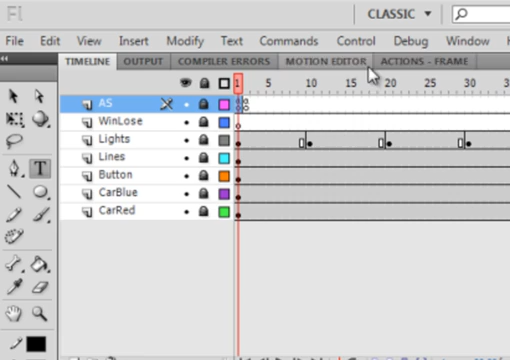 Fl
CLASSIC
File Edit View Insert Modify Text Commands Control Debug Window
TIMELINE OUTPUT COMPILER ERRORS MOTION EDITOR ACTIONS - FRAME
1 5 10 15 20 25 30
AS
WinLose
Lights
Lines
Button
CarBlue
CarRed
T